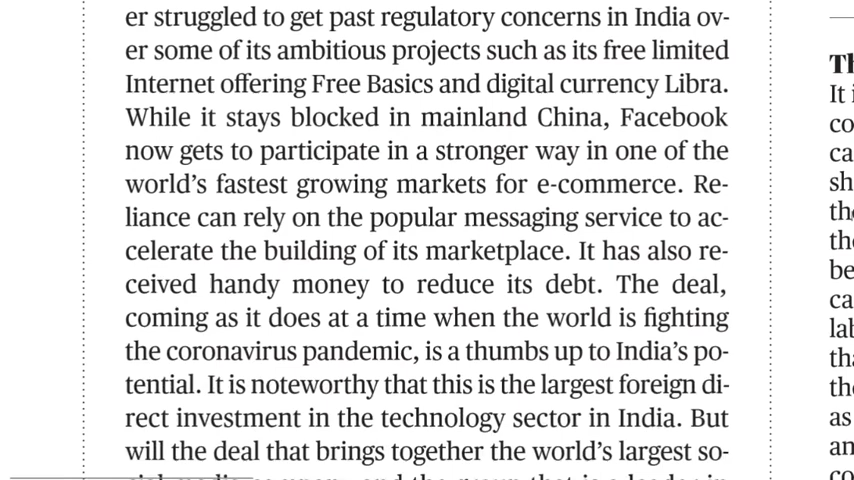 er struggled to get past regulatory concerns in India ov-
er some of its ambitious projects such as its free limited
Internet offering Free Basics and digital currency Libra.
While it stays blocked in mainland China, Facebook
now gets to participate in a stronger way in one of the
world’s fastest growing markets for e-commerce. Re-
liance can rely on the popular messaging service to ac-
celerate the building of its marketplace. It has also re-
ceived handy money to reduce its debt. The deal,
coming as it does at a time when the world is fighting
the coronavirus pandemic, is a thumbs up to India’s po-
tential. It is noteworthy that this is the largest foreign di-
rect investment in the technology sector in India. But
will the deal that brings together the world’s largest so-
It
co
ca
sh
be
ca
as
an